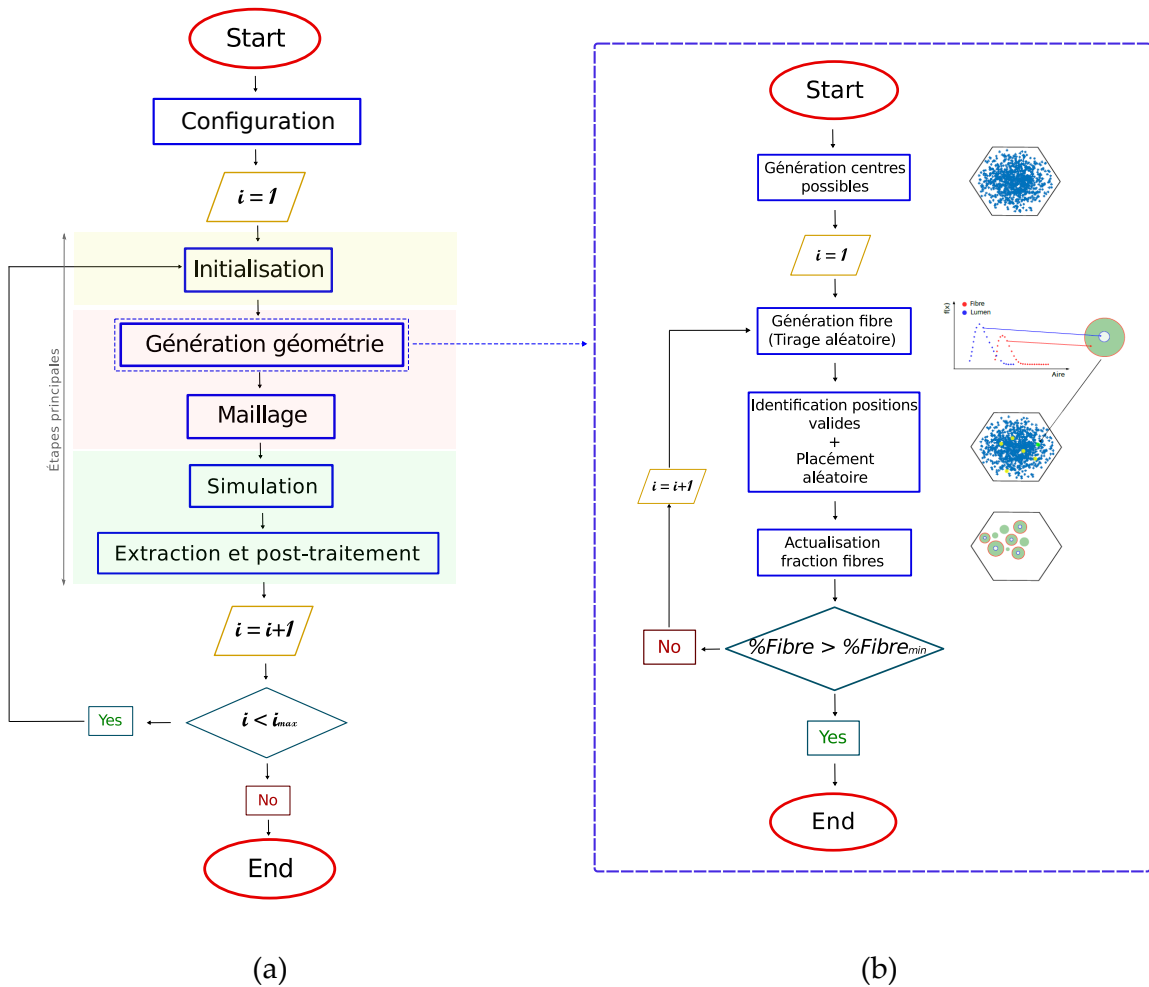 Start
Configuration
i = 1
Étapes principales
Initialisation
Génération géométrie
Maillage
Simulation
Extraction et post-traitement
i = i+1
i < imax
Yes
No
End
(a)
Start
Génération centres
possibles
i = 1
Génération fibre
(Tirage aléatoire)
Identification positions
valides
+
Placément
aléatoire
i = i+1
Actualisation
fraction fibres
%Fibre > %Fibremin
No
Yes
End
f(x)
Fibre
Lumen
Aire
(b)